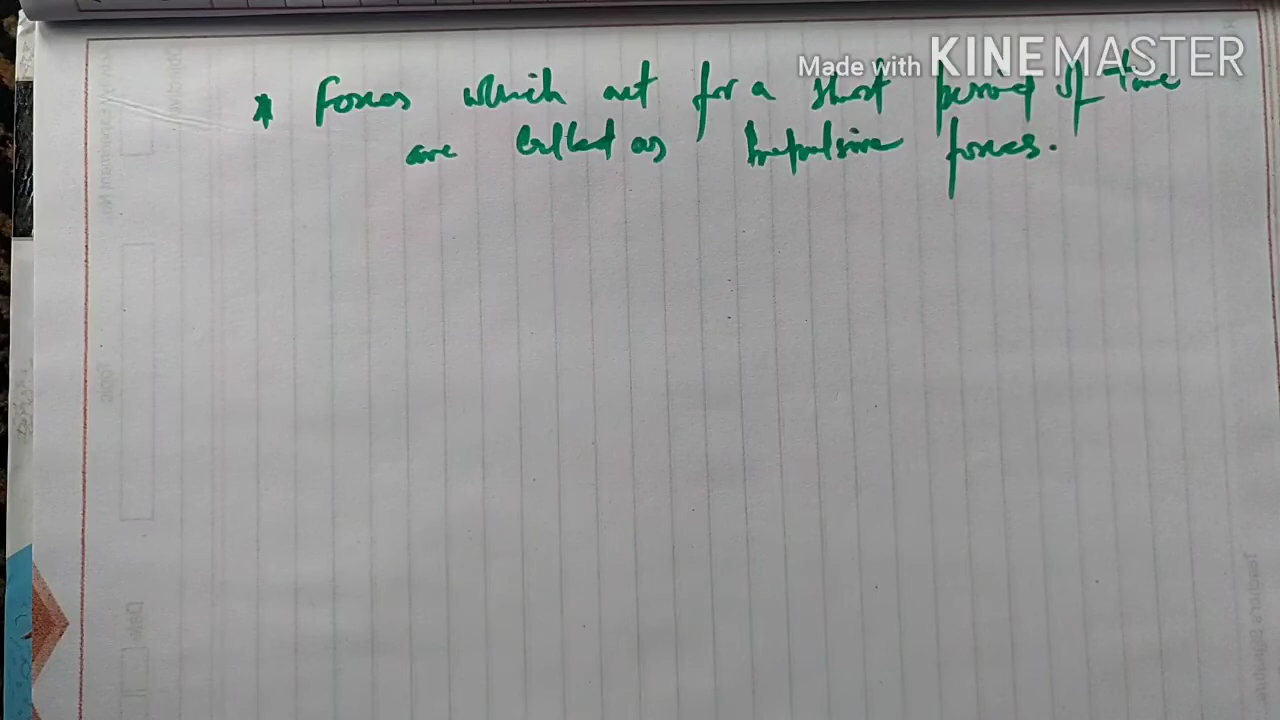 Made with KINEMASTER
* Forces which act for a short period of time
are called as Impulsive forces.